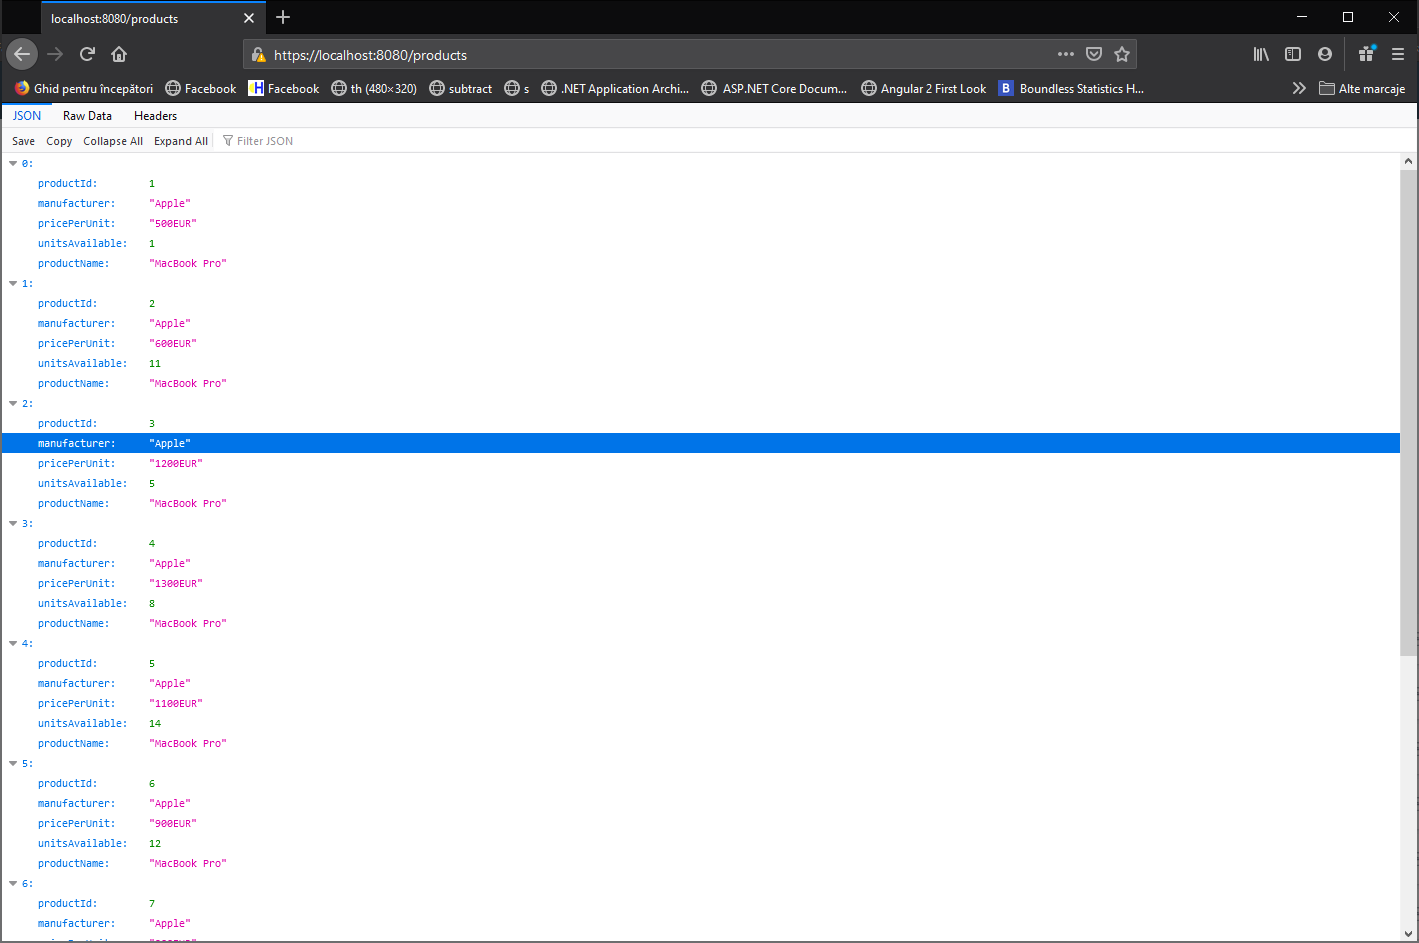 localhost:8080/products
https://localhost:8080/products
Ghid pentru începători Facebook Facebook th (480×320) subtract s .NET Application Archi... ASP.NET Core Docum... Angular 2 First Look B Boundless Statistics H... Alte marcaje
JSON Raw Data Headers
Save Copy Collapse All Expand All Filter JSON
0:
productId: 1
manufacturer: "Apple"
pricePerUnit: "500EUR"
unitsAvailable: 1
productName: "MacBook Pro"
1:
productId: 2
manufacturer: "Apple"
pricePerUnit: "600EUR"
unitsAvailable: 11
productName: "MacBook Pro"
2:
productId: 3
manufacturer: "Apple"
pricePerUnit: "1200EUR"
unitsAvailable: 5
productName: "MacBook Pro"
3:
productId: 4
manufacturer: "Apple"
pricePerUnit: "1300EUR"
unitsAvailable: 8
productName: "MacBook Pro"
4:
productId: 5
manufacturer: "Apple"
pricePerUnit: "1100EUR"
unitsAvailable: 14
productName: "MacBook Pro"
5:
productId: 6
manufacturer: "Apple"
pricePerUnit: "900EUR"
unitsAvailable: 12
productName: "MacBook Pro"
6:
productId: 7
manufacturer: "Apple"